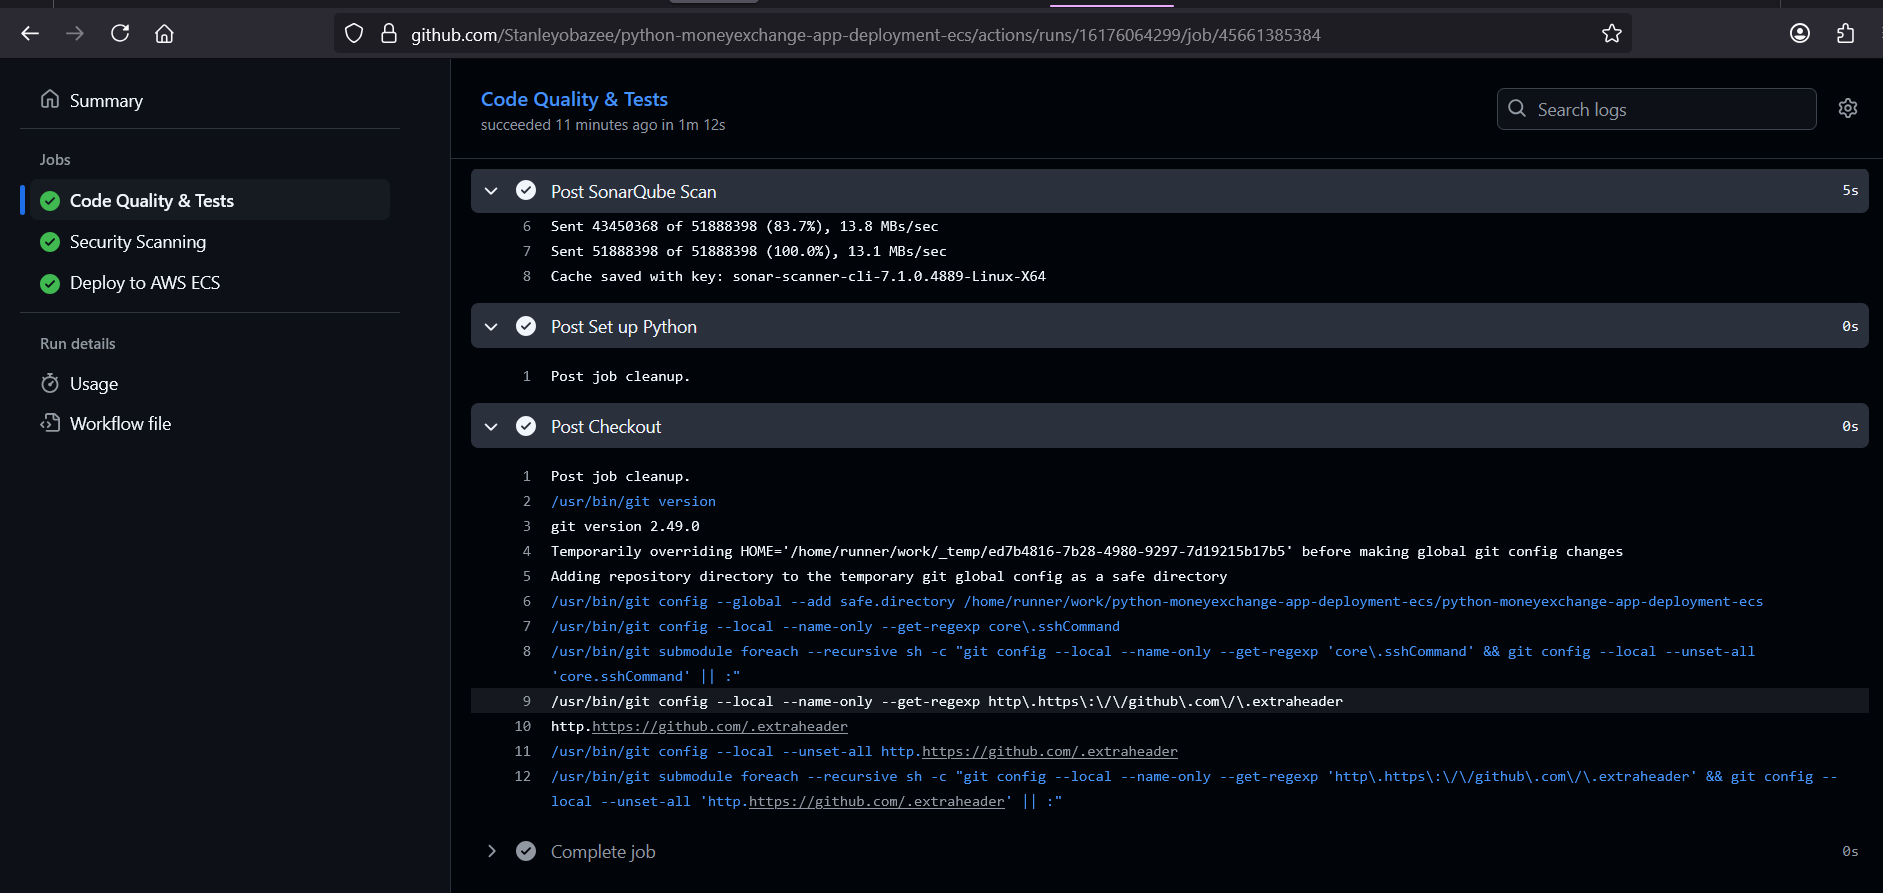 github.com/Stanleyobazee/python-moneyexchange-app-deployment-ecs/actions/runs/16176064299/job/45661385384
Summary
Jobs
Code Quality & Tests
Security Scanning
Deploy to AWS ECS
Run details
Usage
Workflow file
Code Quality & Tests
succeeded 11 minutes ago in 1m 12s
Search logs
Post SonarQube Scan 5s
6 Sent 43450368 of 51888398 (83.7%), 13.8 MBs/sec
7 Sent 51888398 of 51888398 (100.0%), 13.1 MBs/sec
8 Cache saved with key: sonar-scanner-cli-7.1.0.4889-Linux-X64
Post Set up Python 0s
1 Post job cleanup.
Post Checkout 0s
1 Post job cleanup.
2 /usr/bin/git version
3 git version 2.49.0
4 Temporarily overriding HOME='/home/runner/work/_temp/ed7b4816-7b28-4980-9297-7d19215b17b5' before making global git config changes
5 Adding repository directory to the temporary git global config as a safe directory
6 /usr/bin/git config --global --add safe.directory /home/runner/work/python-moneyexchange-app-deployment-ecs/python-moneyexchange-app-deployment-ecs
7 /usr/bin/git config --local --name-only --get-regexp core\.sshCommand
8 /usr/bin/git submodule foreach --recursive sh -c "git config --local --name-only --get-regexp 'core\.sshCommand' && git config --local --unset-all
'core.sshCommand' || :"
9 /usr/bin/git config --local --name-only --get-regexp http\.https\:\/\/github\.com\/\.extraheader
10 http.https://github.com/.extraheader
11 /usr/bin/git config --local --unset-all http.https://github.com/.extraheader
12 /usr/bin/git submodule foreach --recursive sh -c "git config --local --name-only --get-regexp 'http\.https\:\/\/github\.com\/\.extraheader' && git config --
local --unset-all 'http.https://github.com/.extraheader' || :"
Complete job 0s